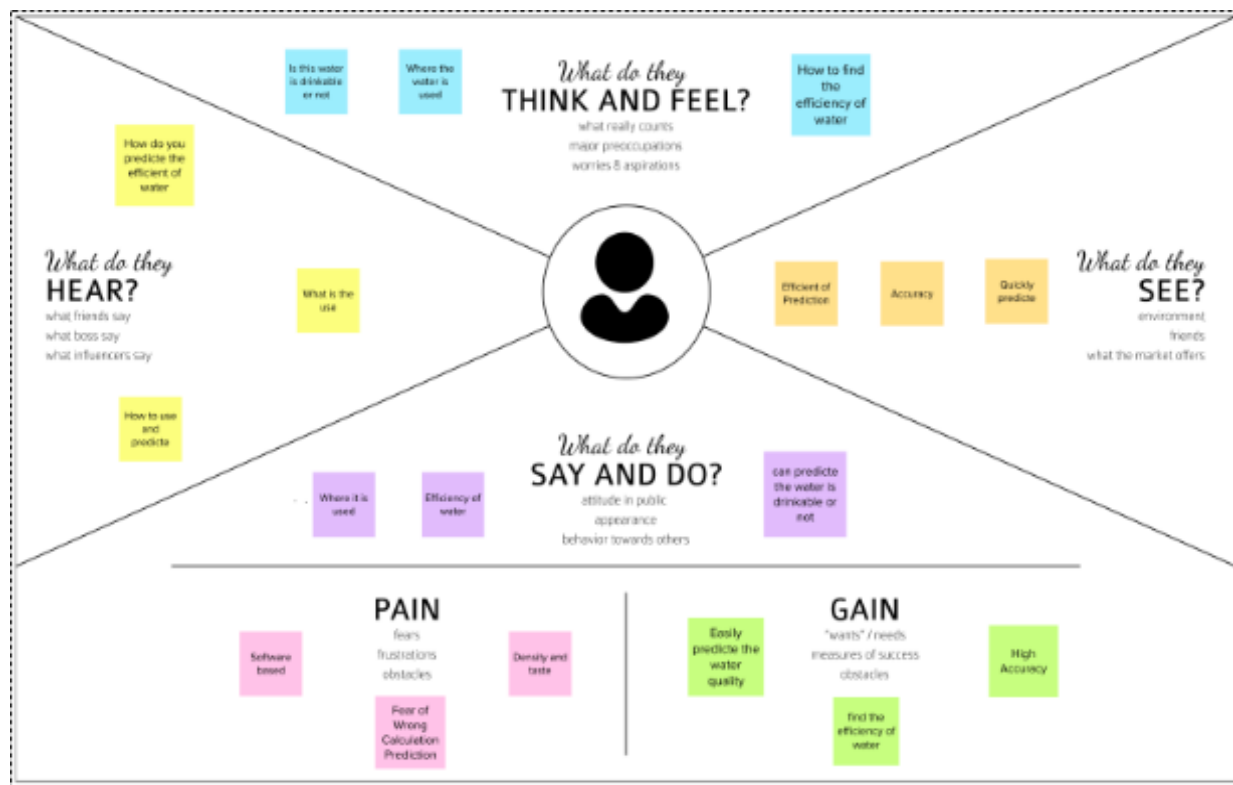 Is this water
is drinkable
or not
Where the
water is
used
What do they
THINK AND FEEL?
what really counts
major preoccupations
worries & aspirations
How to find
the
efficiency of
water
How do you
predicte the
efficient of
water
What do they
HEAR?
what friends say
what boss say
what influencers say
What is the
use
How to use
and
predicte
Efficient of
Prediction
Accuracy
Quickly
predicte
What do they
SEE?
environment
friends
what the market offers
What do they
SAY AND DO?
attitude in public
appearance
behavior towards others
Where it is
used
Efficiency of
water
can predicte
the water is
drinkable or
not
PAIN
fears
frustrations
obstacles
Software
based
Density and
taste
Fear of
Wrong
Calculation
Prediction
GAIN
"wants" / needs
measures of success
obstacles
Easily
predicte the
water
quality
High
Accuracy
find the
efficiency of
water